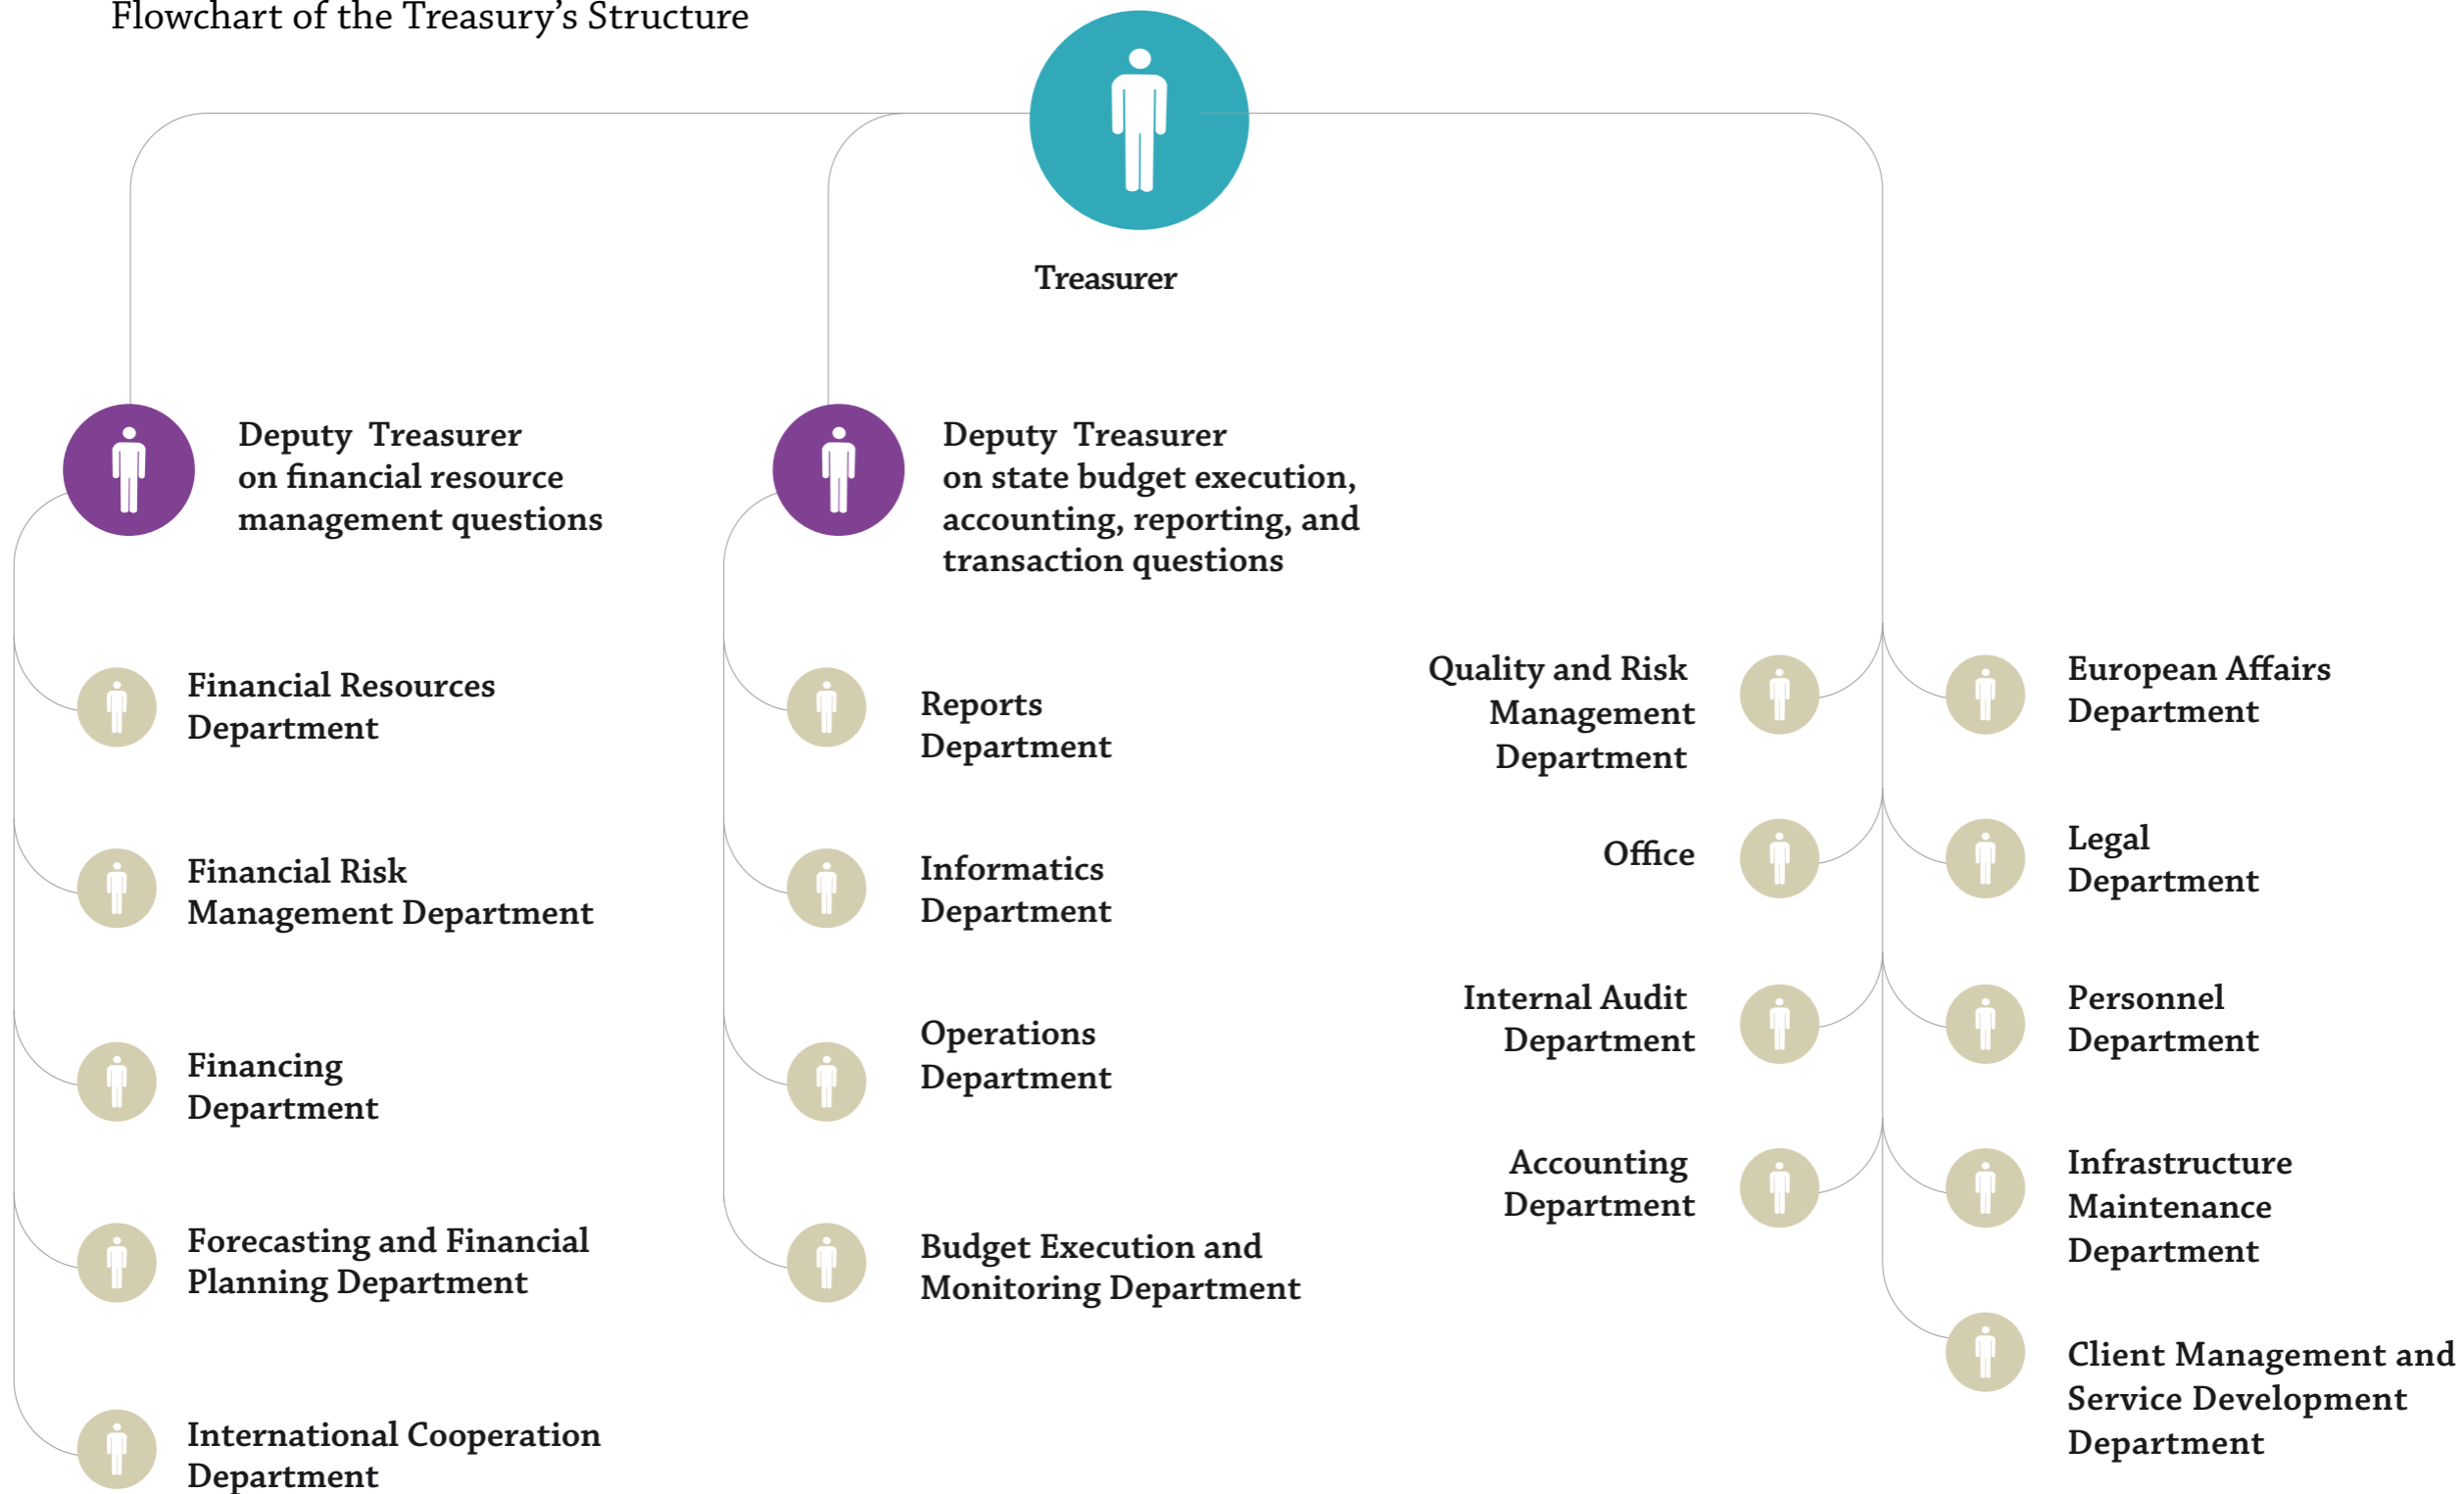 Flowchart of the Treasury’s Structure
Treasurer
Deputy Treasurer
on financial resource
management questions
Financial Resources
Department
Financial Risk
Management Department
Financing
Department
Forecasting and Financial
Planning Department
International Cooperation
Department
Deputy Treasurer
on state budget execution,
accounting, reporting, and
transaction questions
Reports
Department
Informatics
Department
Operations
Department
Budget Execution and
Monitoring Department
Quality and Risk
Management
Department
Office
Internal Audit
Department
Accounting
Department
European Affairs
Department
Legal
Department
Personnel
Department
Infrastructure
Maintenance
Department
Client Management and
Service Development
Department